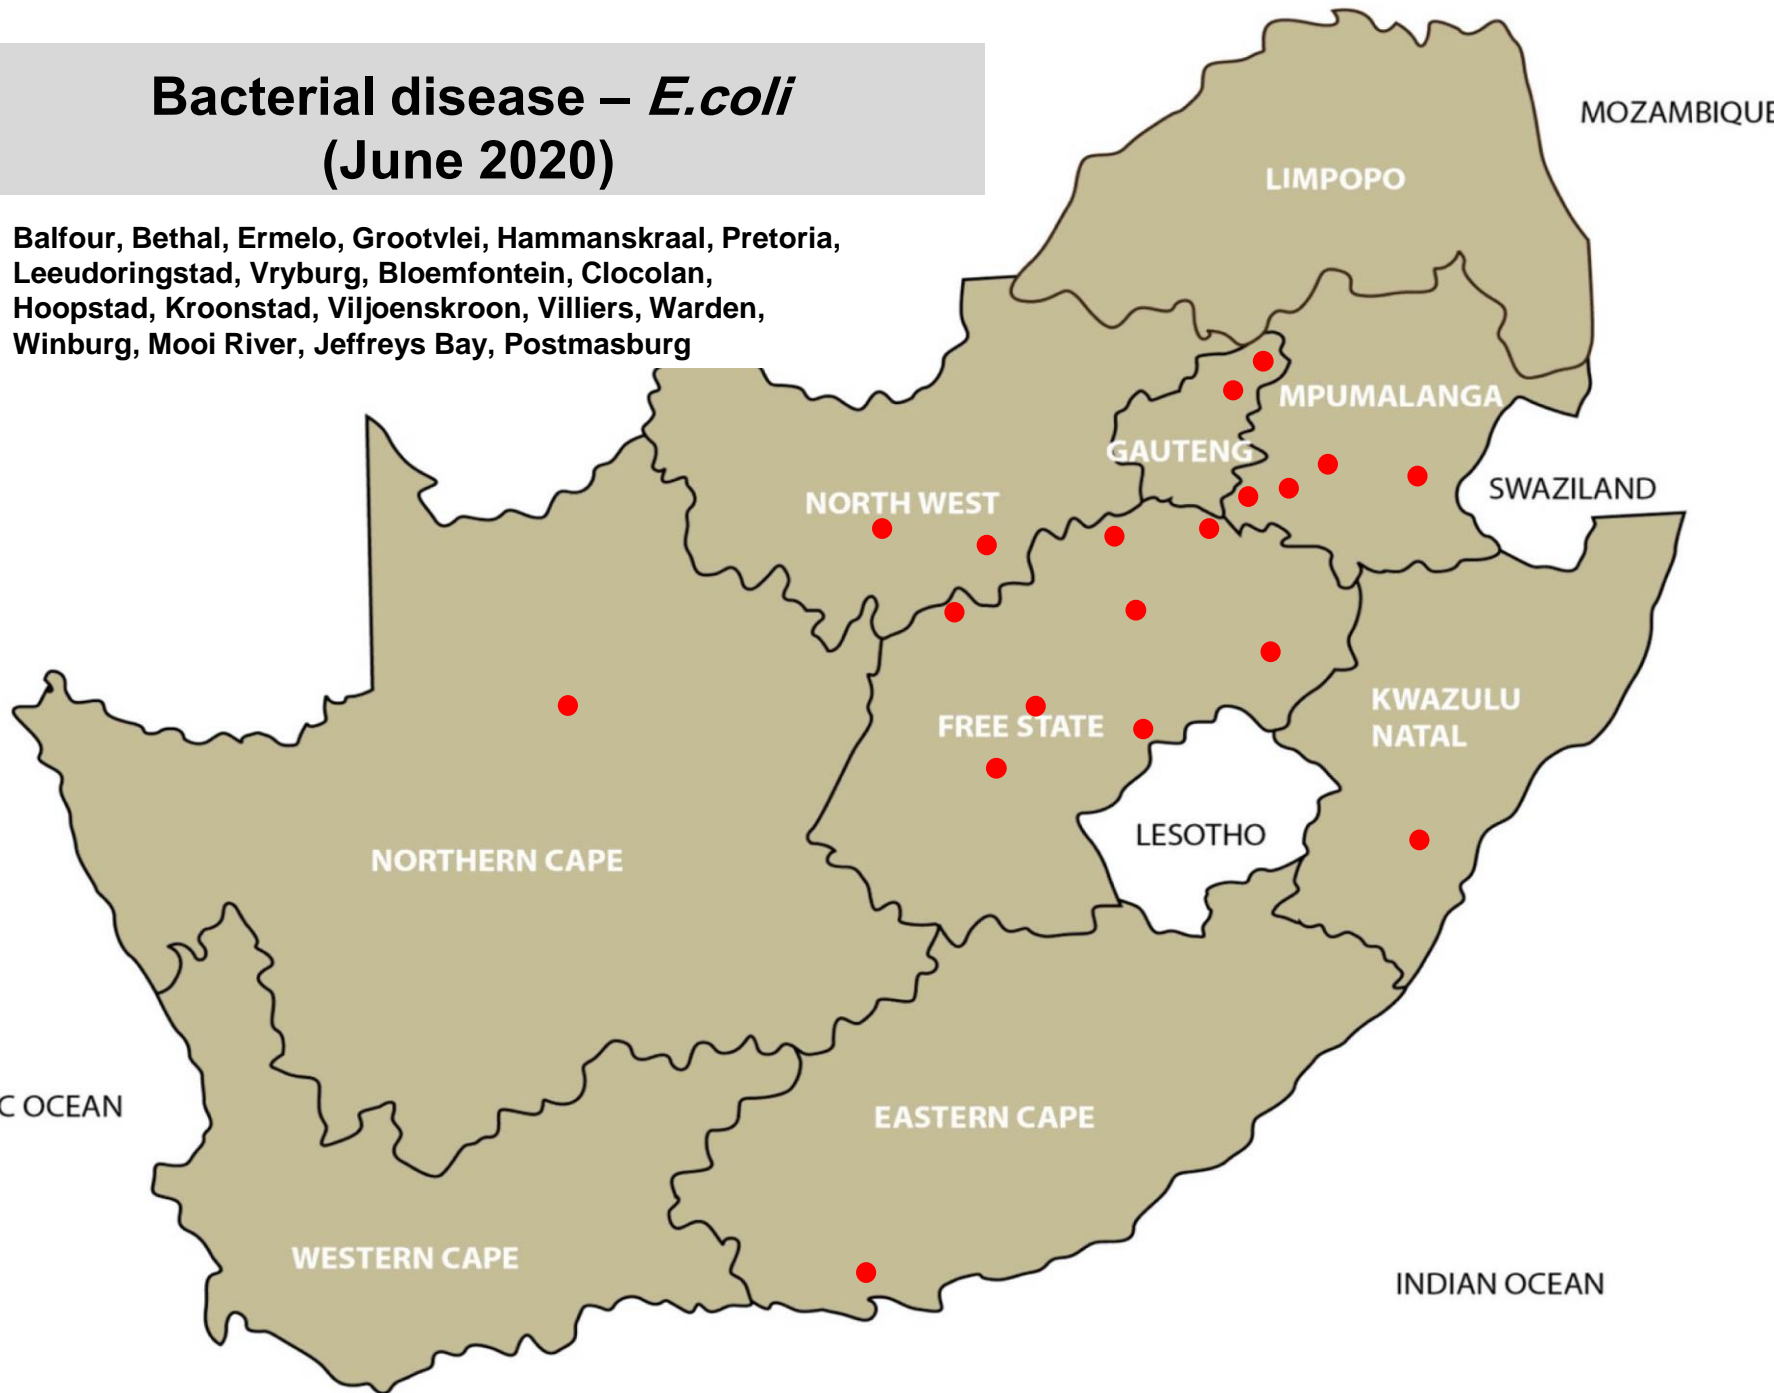 Bacterial disease – E.coli
(June 2020)
Balfour, Bethal, Ermelo, Grootvlei, Hammanskraal, Pretoria,
Leeudoringstad, Vryburg, Bloemfontein, Clocolan,
Hoopstad, Kroonstad, Viljoenskroon, Villiers, Warden,
Winburg, Mooi River, Jeffreys Bay, Postmasburg
MOZAMBIQUE
LIMPOPO
MPUMALANGA
GAUTENG
SWAZILAND
NORTH WEST
KWAZULU
NATAL
FREE STATE
LESOTHO
NORTHERN CAPE
C OCEAN
EASTERN CAPE
WESTERN CAPE
INDIAN OCEAN